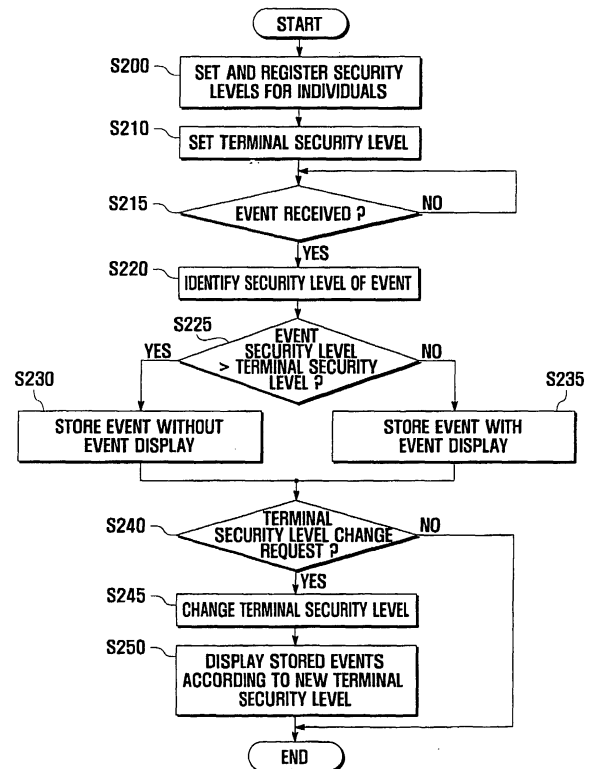 START
S200
SET AND REGISTER SECURITY
LEVELS FOR INDIVIDUALS
S210
SET TERMINAL SECURITY LEVEL
S215
EVENT RECEIVED ?
NO
YES
S220
IDENTIFY SECURITY LEVEL OF EVENT
S225
EVENT
SECURITY LEVEL
> TERMINAL SECURITY
LEVEL ?
YES
NO
S230
STORE EVENT WITHOUT
EVENT DISPLAY
S235
STORE EVENT WITH
EVENT DISPLAY
S240
TERMINAL
SECURITY LEVEL CHANGE
REQUEST ?
NO
YES
S245
CHANGE TERMINAL SECURITY LEVEL
S250
DISPLAY STORED EVENTS
ACCORDING TO NEW TERMINAL
SECURITY LEVEL
END